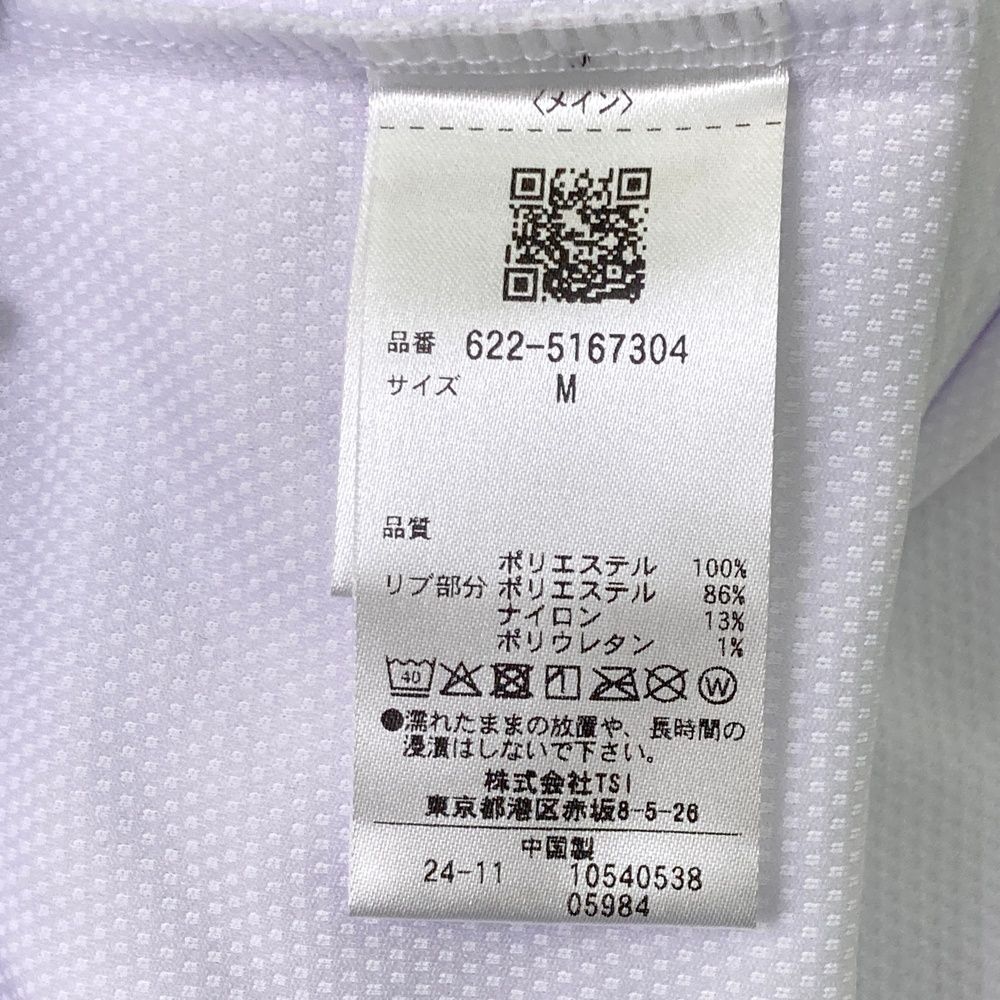 〈メイン〉
品番 622-5167304
サイズ M
品質
ポリエステル 100%
リブ部分 ポリエステル 86%
ナイロン 13%
ポリウレタン 1%
40 W
●濡れたままの放置や、長時間の
浸漬はしないで下さい。
株式会社TSI
東京都港区赤坂8-5-26
中国製
24-11 10540538
05984